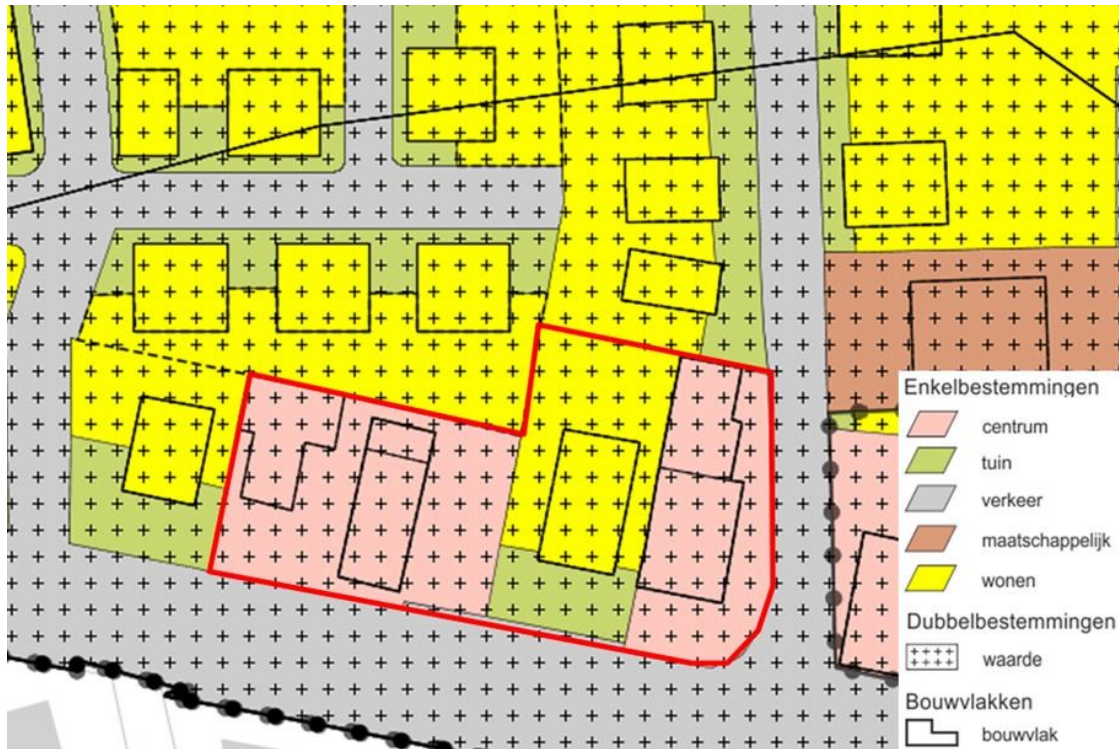 Enkelbestemmingen
centrum
tuin
verkeer
maatschappelijk
wonen
Dubbelbestemmingen
waarde
Bouwvlakken
bouwvlak